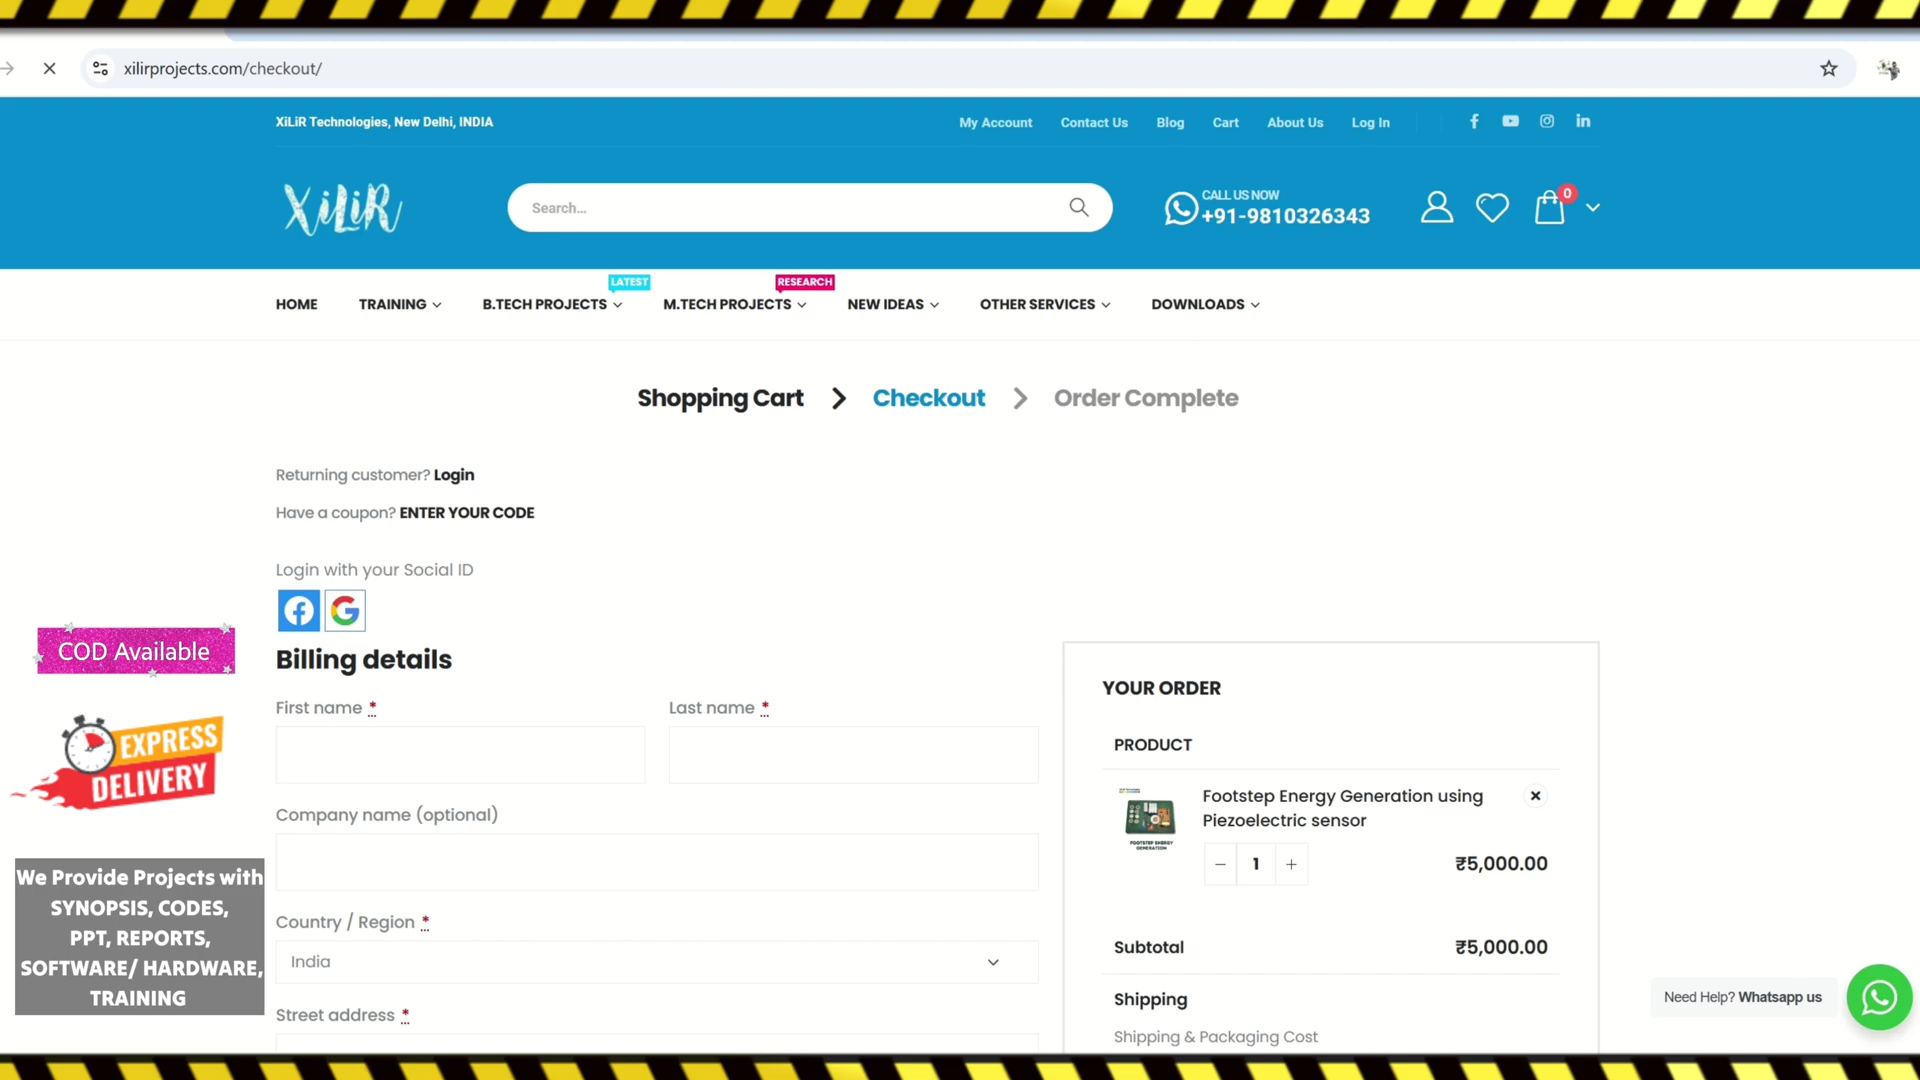 xilirprojects.com/checkout/
XiLiR Technologies, New Delhi, INDIA
My Account
Contact Us
Blog
Cart
About Us
Log In
XiLiR
Search...
CALL US NOW
+91-9810326343
0
LATEST
RESEARCH
HOME
TRAINING
B.TECH PROJECTS
M.TECH PROJECTS
NEW IDEAS
OTHER SERVICES
DOWNLOADS
Shopping Cart
Checkout
Order Complete
Returning customer? Login
Have a coupon? ENTER YOUR CODE
Login with your Social ID
COD Available
EXPRESS
DELIVERY
We Provide Projects with
SYNOPSIS, CODES,
PPT, REPORTS,
SOFTWARE/ HARDWARE,
TRAINING
Billing details
First name *
Last name *
Company name (optional)
Country / Region *
India
Street address *
YOUR ORDER
PRODUCT
FOOTSTEP ENERGY
GENERATION
Footstep Energy Generation using
Piezoelectric sensor
− 1 +
₹5,000.00
Subtotal
₹5,000.00
Shipping
Shipping & Packaging Cost
Need Help? Whatsapp us